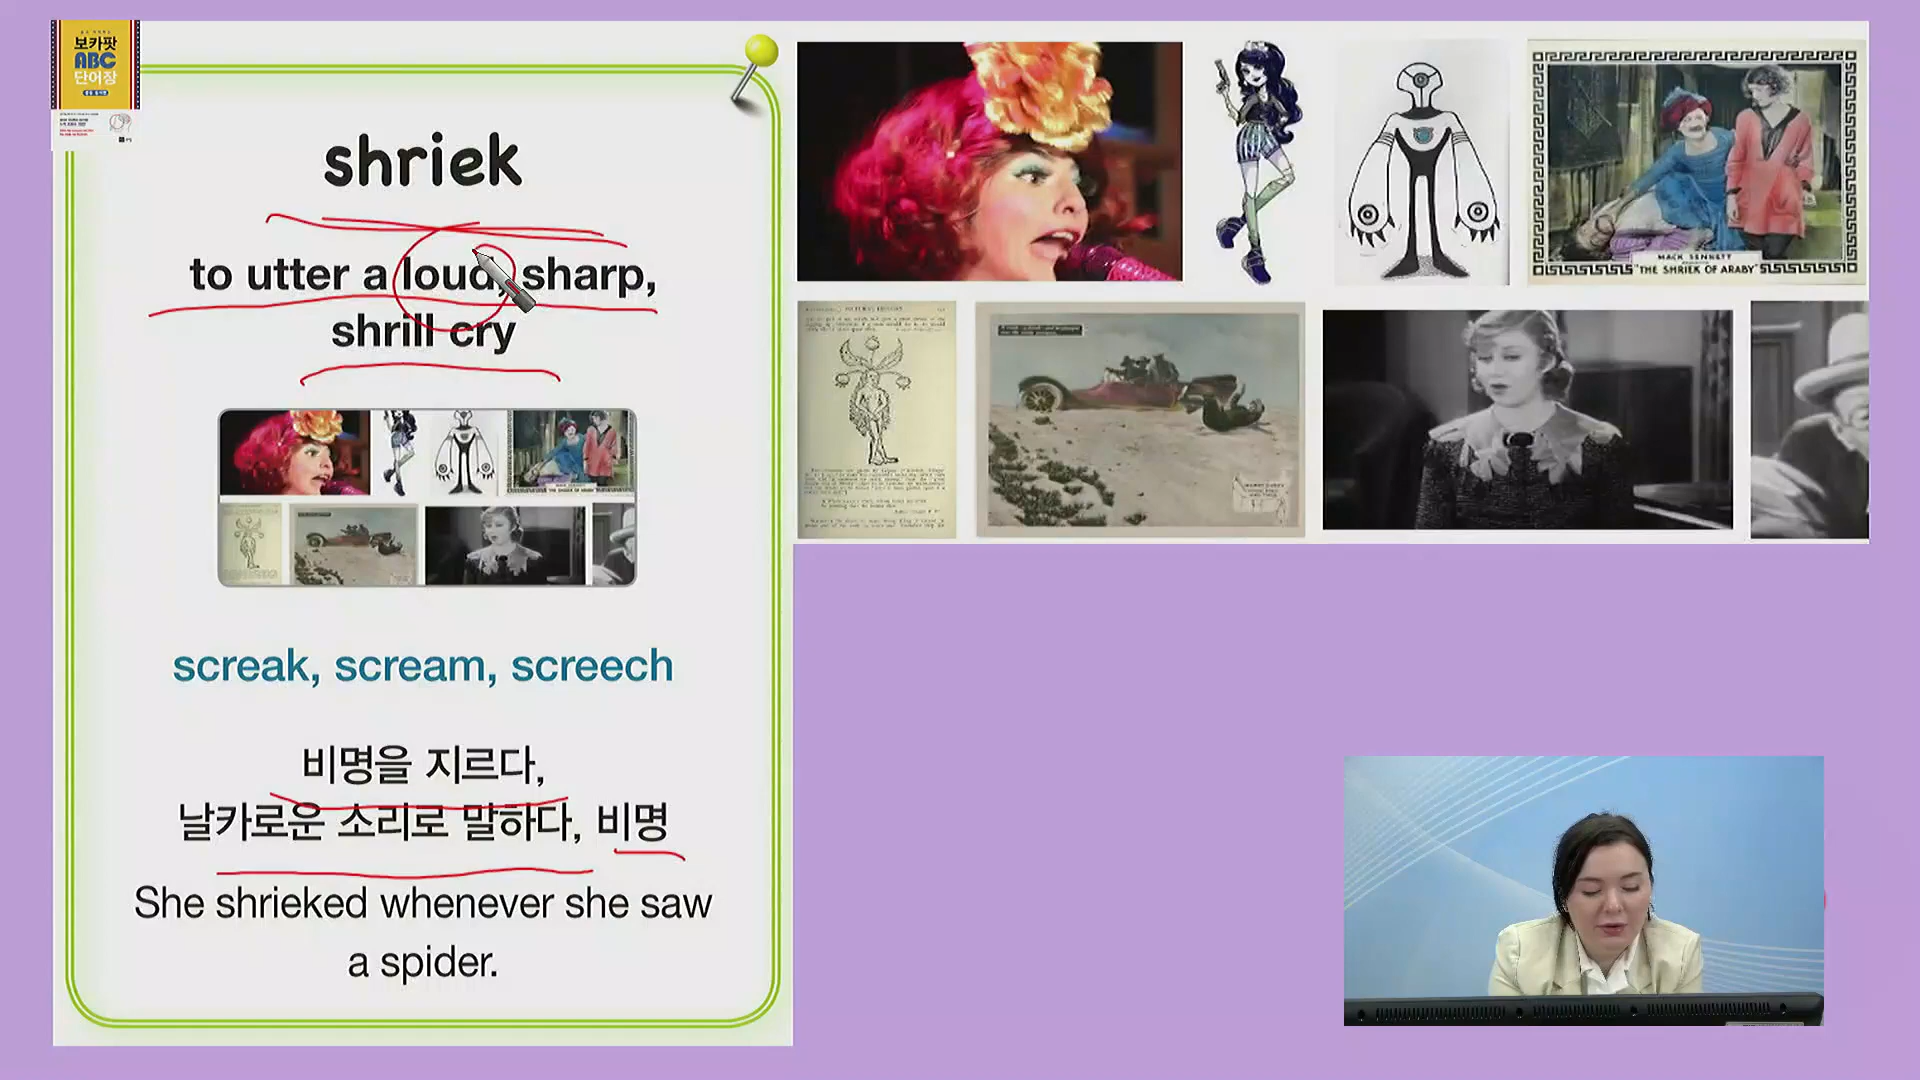 보카팟
ABC
단어장
shriek
to utter a loud, sharp,
shrill cry
screak, scream, screech
비명을 지르다,
날카로운 소리로 말하다, 비명
She shrieked whenever she saw
a spider.
MACK SENNETT
"THE SHRIEK OF ARABY"